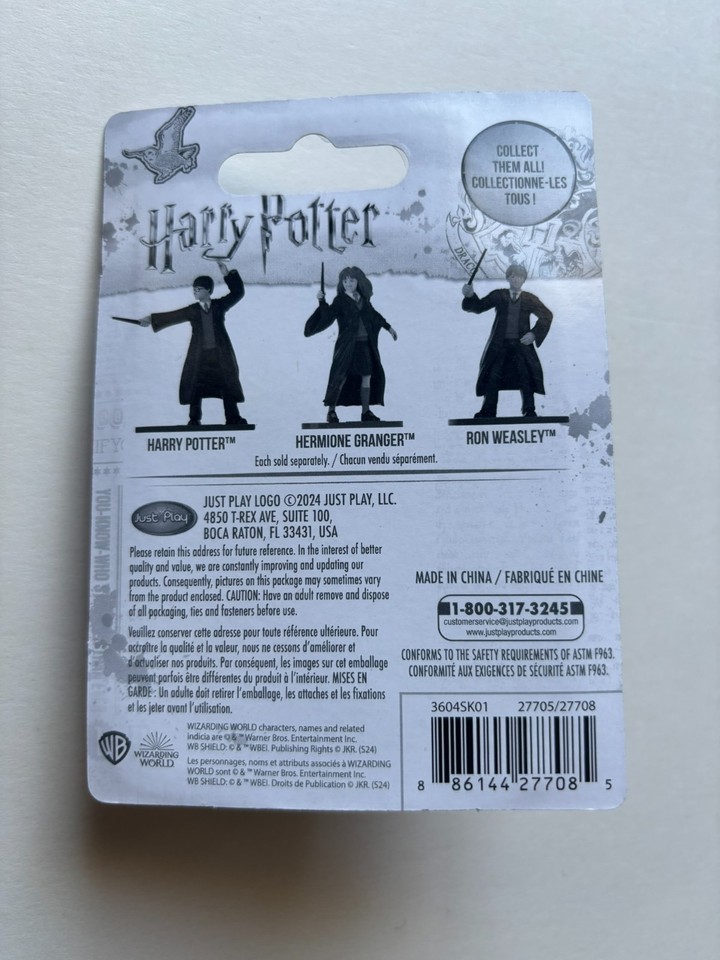 COLLECT
THEM ALL!
COLLECTIONNE-LES
TOUS !
Harry Potter
DRACO
HARRY POTTER™
HERMIONE GRANGER™
RON WEASLEY™
Each sold separately. / Chacun vendu séparément.
YOU-KNOW-WHO
Just Play
JUST PLAY LOGO ©2024 JUST PLAY, LLC.
4850 T-REX AVE, SUITE 100,
BOCA RATON, FL 33431, USA
Please retain this address for future reference. In the interest of better
quality and value, we are constantly improving and updating our
products. Consequently, pictures on this package may sometimes vary
from the product enclosed. CAUTION: Have an adult remove and dispose
of all packaging, ties and fasteners before use.
Veuillez conserver cette adresse pour toute référence ultérieure. Pour
accroître la qualité et la valeur, nous ne cessons d'améliorer et
d'actualiser nos produits. Par conséquent, les images sur cet emballage
peuvent parfois être différentes du produit à l'intérieur. MISES EN
GARDE : Un adulte doit retirer l'emballage, les attaches et les fixations
et les jeter avant l'utilisation.
MADE IN CHINA / FABRIQUÉ EN CHINE
1-800-317-3245
customerservice@justplayproducts.com
www.justplayproducts.com
CONFORMS TO THE SAFETY REQUIREMENTS OF ASTM F963.
CONFORMITÉ AUX EXIGENCES DE SÉCURITÉ ASTM F963.
WB
WIZARDING
WORLD
WIZARDING WORLD characters, names and related
indicia are © & ™ Warner Bros. Entertainment Inc.
WB SHIELD: © & ™ WBEI. Publishing Rights © JKR. (S24)
Les personnages, noms et attributs associés à WIZARDING
WORLD sont © & ™ Warner Bros. Entertainment Inc.
WB SHIELD: © & ™ WBEI. Droits de Publication © JKR. (S24)
3604SK01 27705/27708
8 86144 27708 5